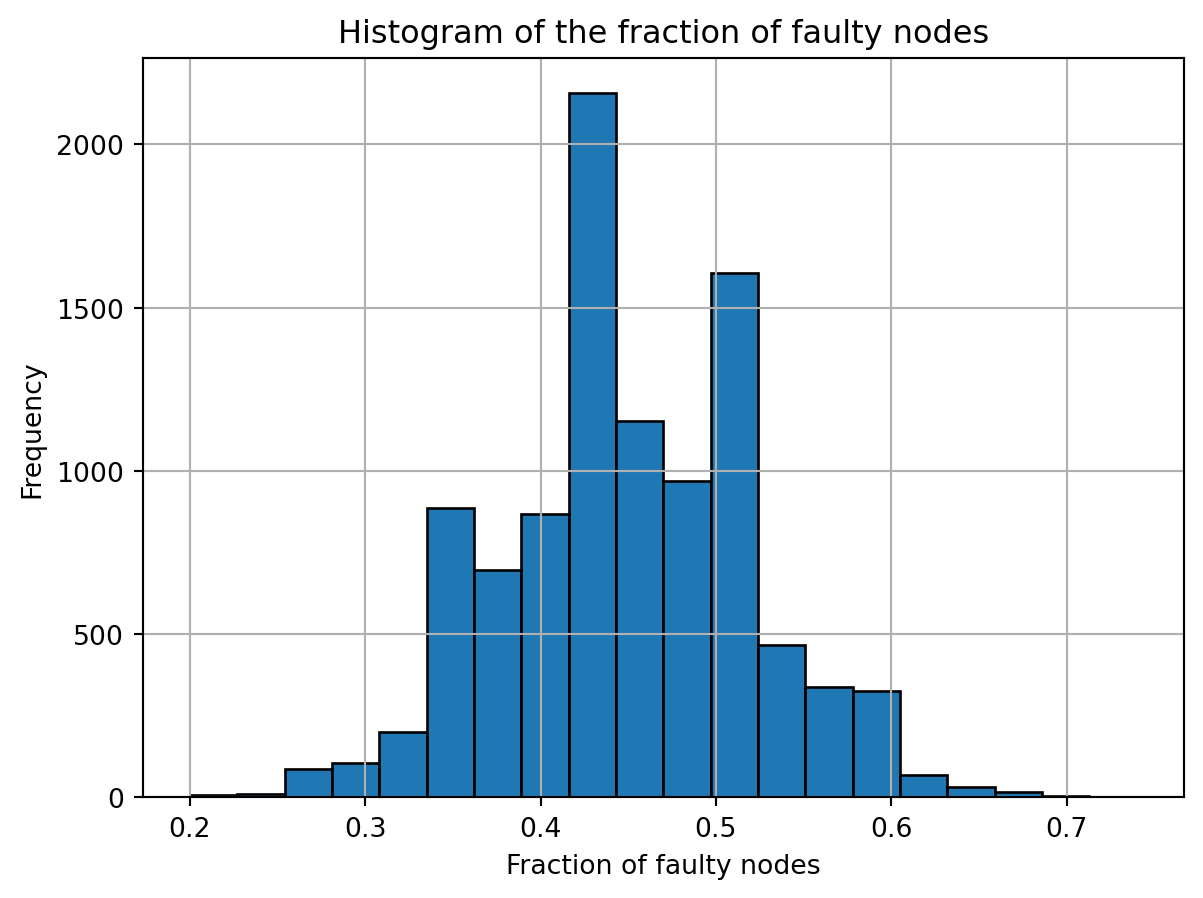 Histogram of the fraction of faulty nodes
Frequency
2000
1500
1000
500
0
0.2 0.3 0.4 0.5 0.6 0.7
Fraction of faulty nodes